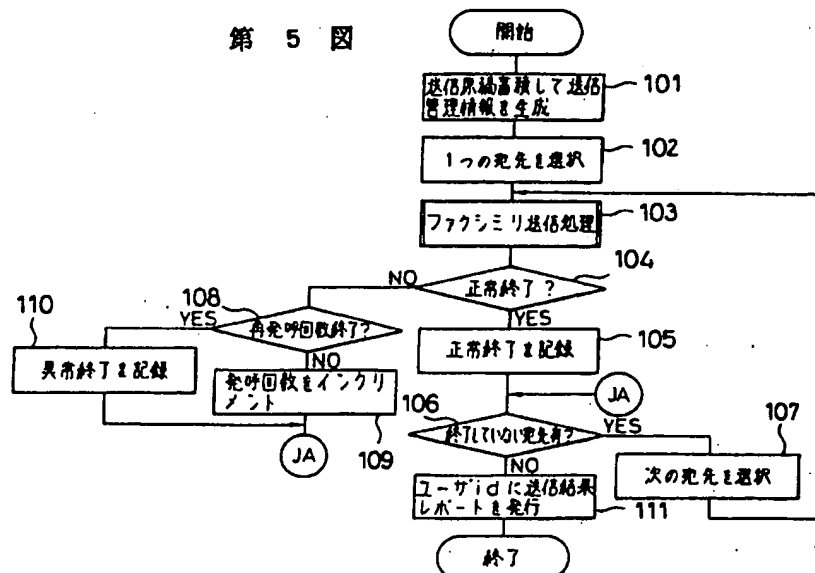 第 5 図
開始
送信原稿蓄積して送信
管理情報を生成
101
1つの宛先を選択
102
ファクシミリ送信処理
103
正常終了?
104
NO
YES
再発呼回数終了?
108
YES
NO
110
異常終了を記録
発呼回数をインクリ
メント
109
JA
正常終了を記録
105
JA
106
終了していない宛先有?
YES
NO
107
次の宛先を選択
ユーザidに送信結果
レポートを発行
111
終了